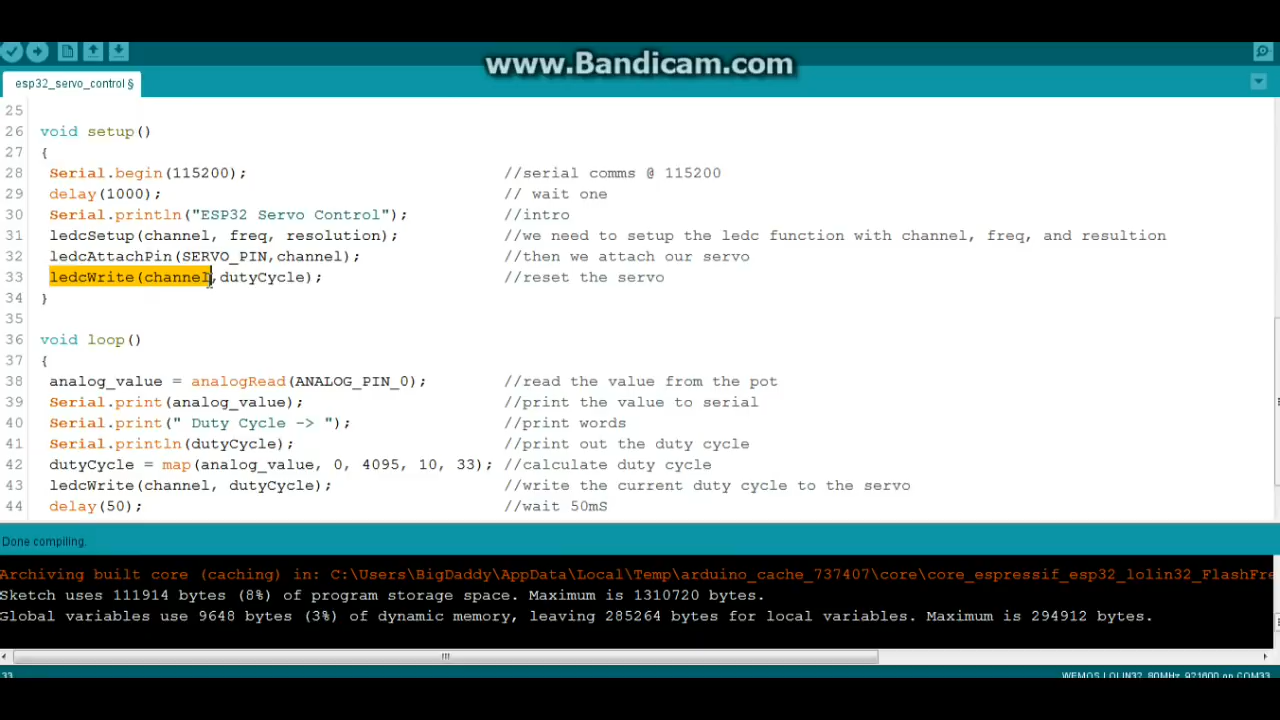 www.Bandicam.com
esp32_servo_control §
25
26 void setup()
27 {
28 Serial.begin(115200); //serial comms @ 115200
29 delay(1000); // wait one
30 Serial.println("ESP32 Servo Control"); //intro
31 ledcSetup(channel, freq, resolution); //we need to setup the ledc function with channel, freq, and resultion
32 ledcAttachPin(SERVO_PIN,channel); //then we attach our servo
33 ledcWrite(channel,dutyCycle); //reset the servo
34 }
35
36 void loop()
37 {
38 analog_value = analogRead(ANALOG_PIN_0); //read the value from the pot
39 Serial.print(analog_value); //print the value to serial
40 Serial.print(" Duty Cycle -> "); //print words
41 Serial.println(dutyCycle); //print out the duty cycle
42 dutyCycle = map(analog_value, 0, 4095, 10, 33); //calculate duty cycle
43 ledcWrite(channel, dutyCycle); //write the current duty cycle to the servo
44 delay(50); //wait 50mS
Done compiling.
Archiving built core (caching) in: C:\Users\BigDaddy\AppData\Local\Temp\arduino_cache_737407\core\core_espressif_esp32_lolin32_FlashFre
Sketch uses 111914 bytes (8%) of program storage space. Maximum is 1310720 bytes.
Global variables use 9648 bytes (3%) of dynamic memory, leaving 285264 bytes for local variables. Maximum is 294912 bytes.
33 WEMOS LOLIN32, 80MHz, 921600 on COM33